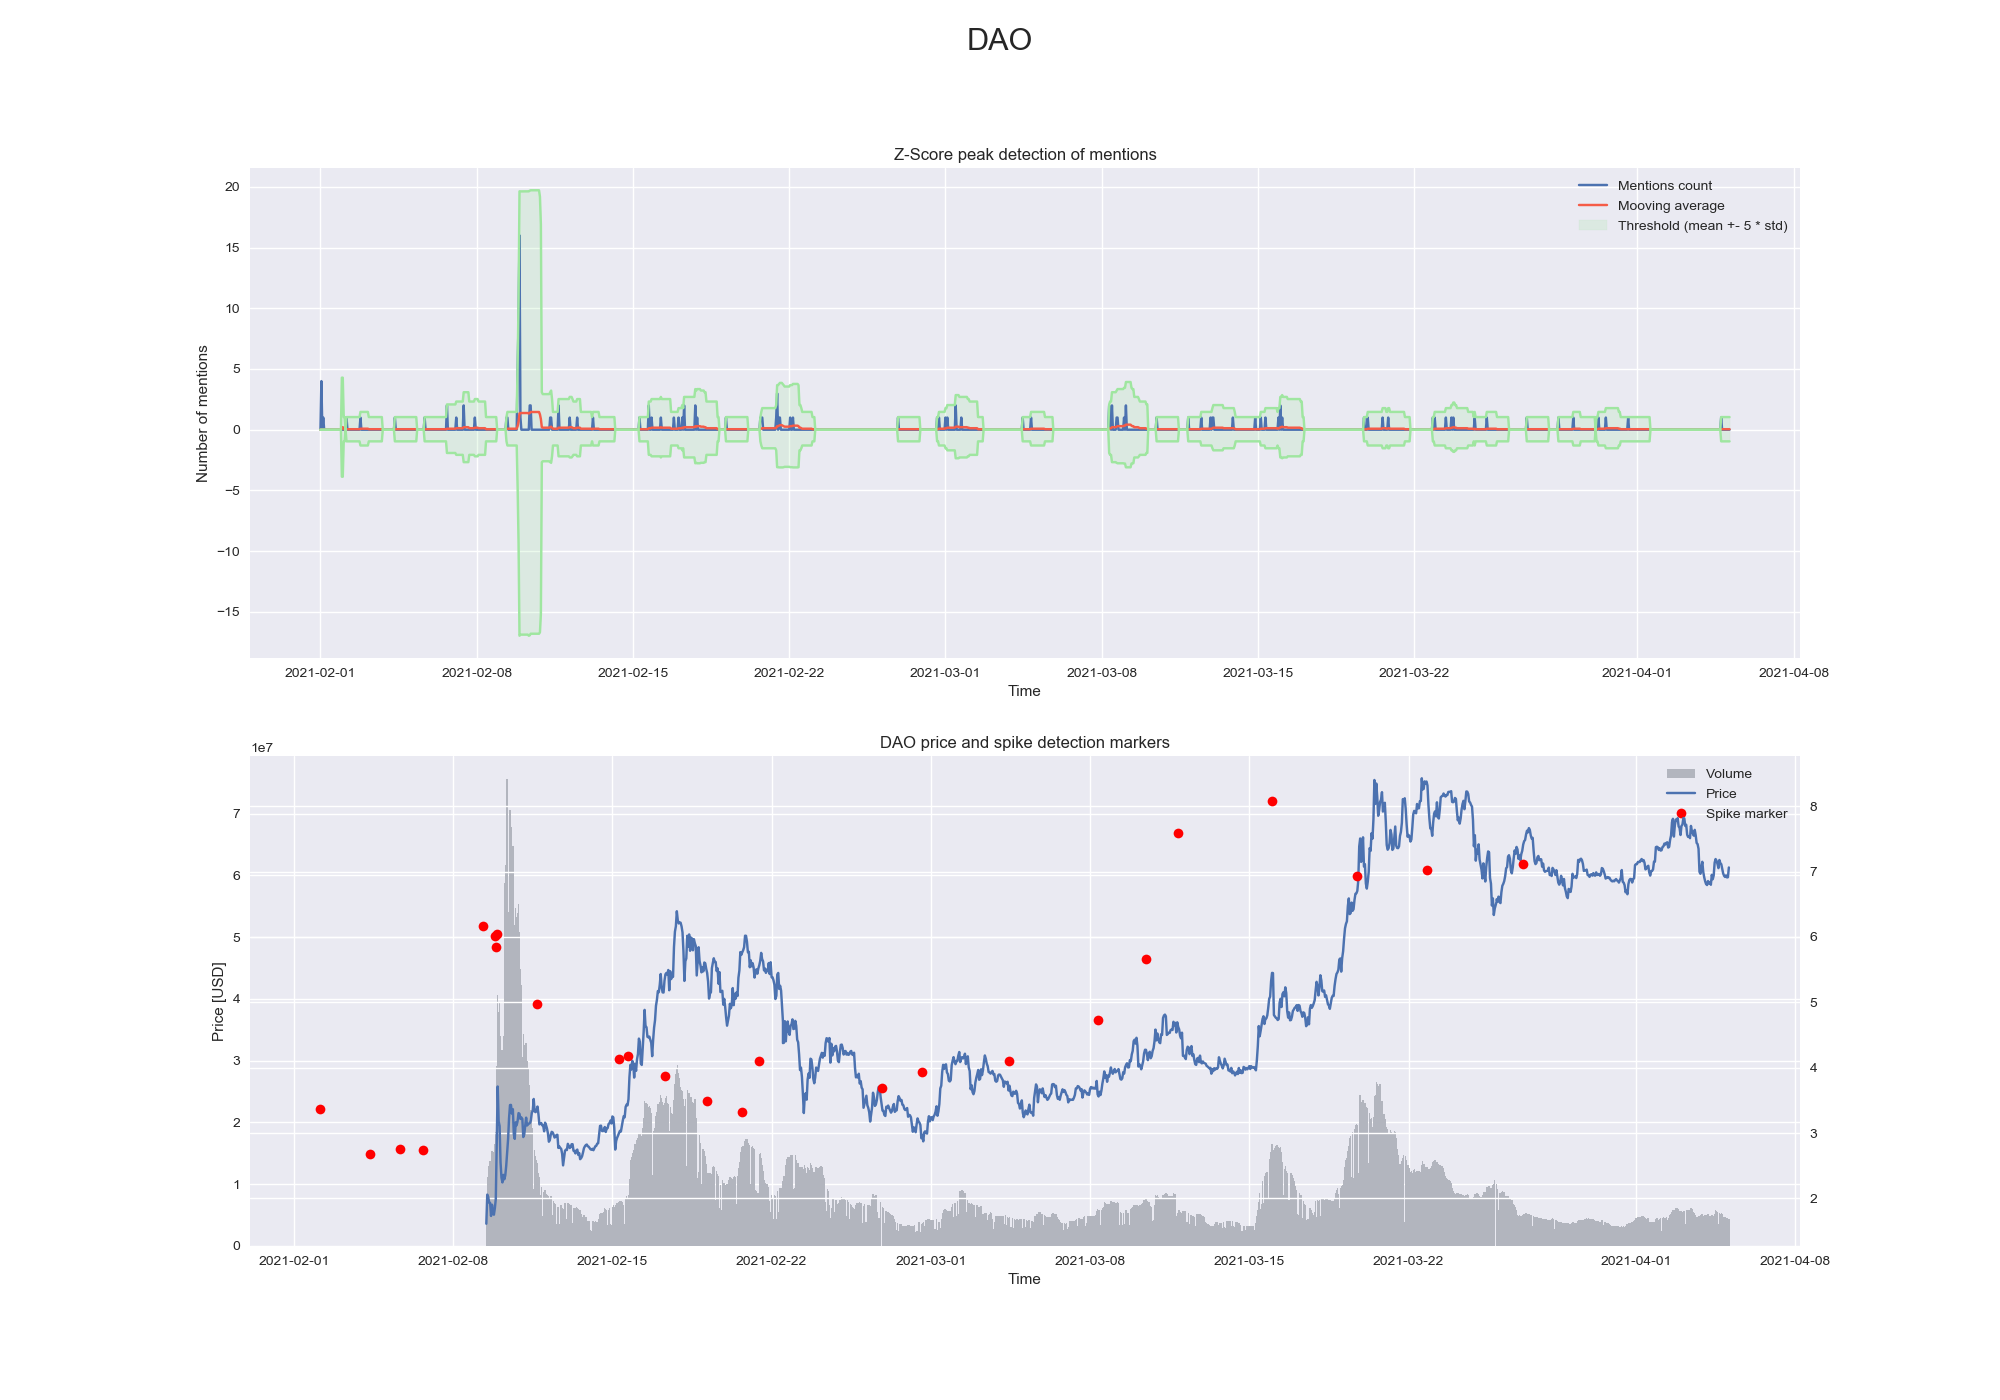 DAO
Z-Score peak detection of mentions
20
15
10
5
0
−5
−10
−15
Number of mentions
Mentions count
Mooving average
Threshold (mean +- 5 * std)
2021-02-01 2021-02-08 2021-02-15 2021-02-22 2021-03-01 2021-03-08 2021-03-15 2021-03-22 2021-04-01 2021-04-08
Time
DAO price and spike detection markers
1e7
7
6
5
4
3
2
1
0
Price [USD]
Volume
Price
Spike marker
8
7
6
5
4
3
2
2021-02-01 2021-02-08 2021-02-15 2021-02-22 2021-03-01 2021-03-08 2021-03-15 2021-03-22 2021-04-01 2021-04-08
Time